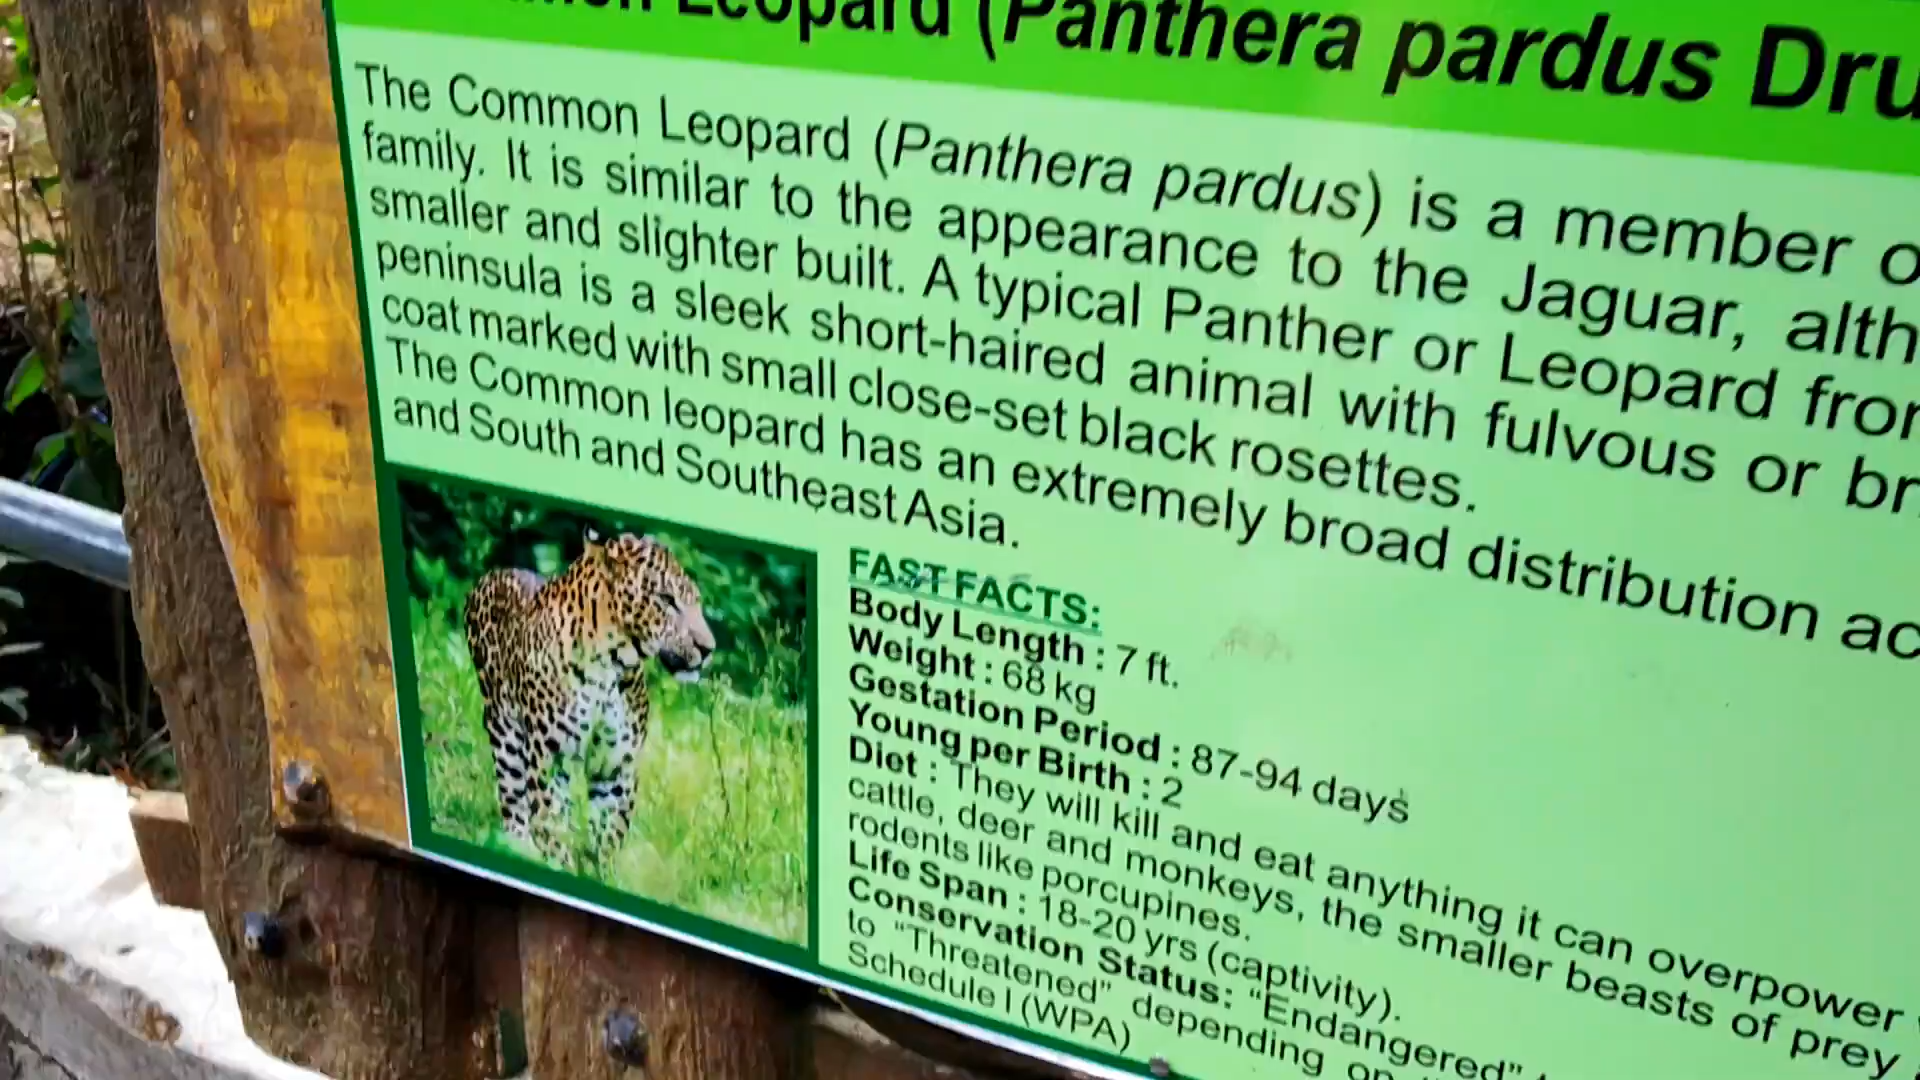 Leopard (Panthera pardus
The Common Leopard (Panthera pardus) is a member
family. It is similar to the appearance to the Jaguar,
smaller and slighter built. A typical Panther or Leopard
peninsula is a sleek short-haired animal with fulvous or
coat marked with small close-set black rosettes.
The Common leopard has an extremely broad distribution
and South and Southeast Asia.
FAST FACTS:
Body Length : 7 ft.
Weight : 68 kg
Gestation Period : 87-94 days
Young per Birth : 2
Diet : They will kill and eat anything it can overpower
cattle, deer and monkeys, the smaller beasts of prey
rodents like porcupines.
Life Span : 18-20 yrs (captivity).
Conservation Status: “Endangered”
to “Threatened” depending on
Schedule I (WPA)